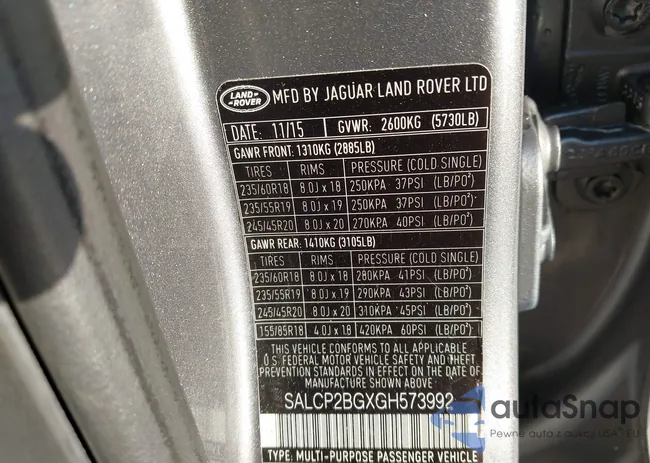 LAND ROVER MFD BY JAGUAR LAND ROVER LTD
DATE: 11/15 GVWR: 2600KG (5730LB)
GAWR FRONT: 1310KG (2885LB)
TIRES RIMS PRESSURE (COLD SINGLE)
235/60R18 8.0J x 18 250KPA 37PSI (LB/PO²)
235/55R19 8.0J x 19 250KPA 37PSI (LB/PO²)
245/45R20 8.0J x 20 270KPA 40PSI (LB/PO²)
GAWR REAR: 1410KG (3105LB)
TIRES RIMS PRESSURE (COLD SINGLE)
235/60R18 8.0J x 18 280KPA 41PSI (LB/PO²)
235/55R19 8.0J x 19 290KPA 43PSI (LB/PO²)
245/45R20 8.0J x 20 310KPA 45PSI (LB/PO²)
155/85R18 4.0J x 18 420KPA 60PSI (LB/PO²)
THIS VEHICLE CONFORMS TO ALL APPLICABLE
U.S. FEDERAL MOTOR VEHICLE SAFETY AND THEFT
PREVENTION STANDARDS IN EFFECT ON THE DATE
OF MANUFACTURE SHOWN ABOVE
SALCP2BGXGH573992
TYPE: MULTI-PURPOSE PASSENGER VEHICLE
autoSnap
Pewne auta z aukcji USA i EU